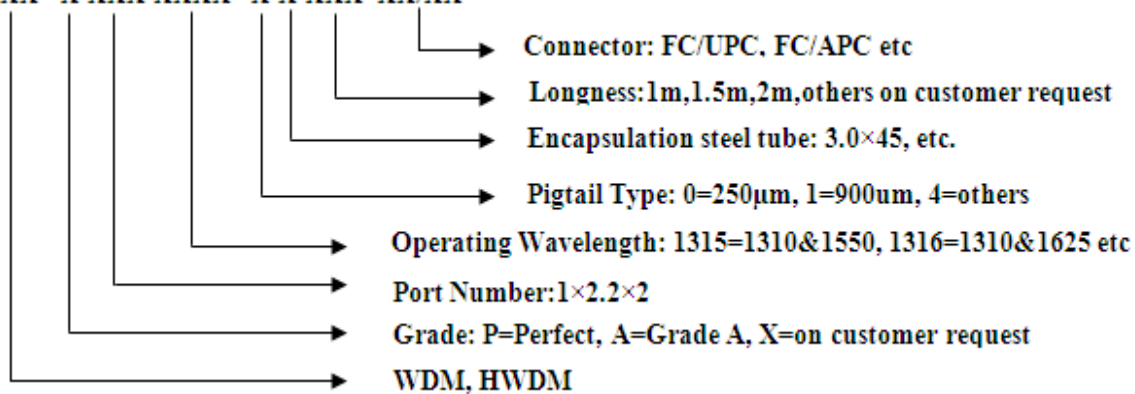 Connector: FC/UPC, FC/APC etc
Longness:1m,1.5m,2m,others on customer request
Encapsulation steel tube: 3.0×45, etc.
Pigtail Type: 0=250μm, 1=900um, 4=others
Operating Wavelength: 1315=1310&1550, 1316=1310&1625 etc
Port Number:1×2.2×2
Grade: P=Perfect, A=Grade A, X=on customer request
WDM, HWDM